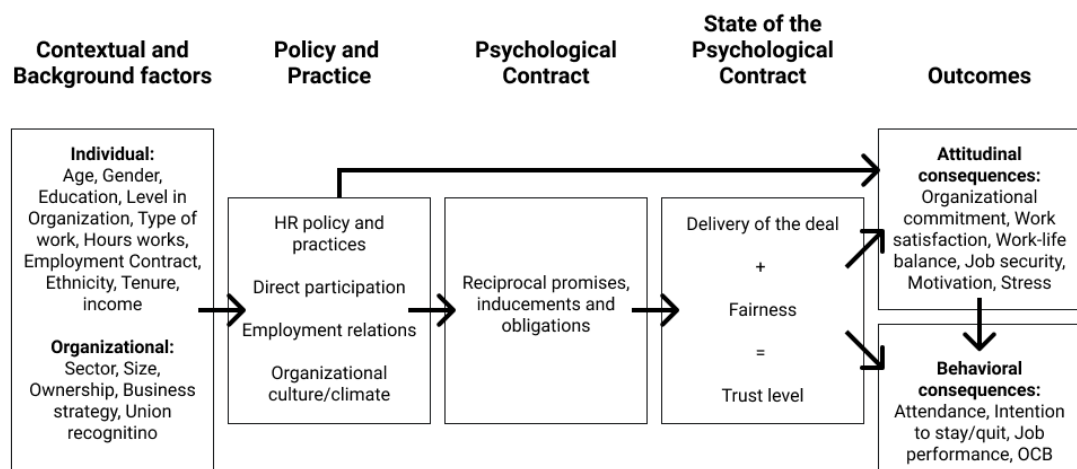 Contextual and
Background factors
Policy and
Practice
Psychological
Contract
State of the
Psychological
Contract
Outcomes
Individual:
Age, Gender,
Education, Level in
Organization, Type of
work, Hours works,
Employment Contract,
Ethnicity, Tenure,
income
Organizational:
Sector, Size,
Ownership, Business
strategy, Union
recognitino
HR policy and
practices
Direct participation
Employment relations
Organizational
culture/climate
Reciprocal promises,
inducements and
obligations
Delivery of the deal
+
Fairness
=
Trust level
Attitudinal
consequences:
Organizational
commitment, Work
satisfaction, Work-life
balance, Job security,
Motivation, Stress
Behavioral
consequences:
Attendance, Intention
to stay/quit, Job
performance, OCB